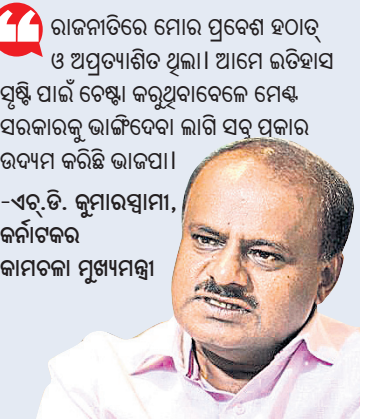 ରାଜନୀତିରେ ମୋର ପ୍ରବେଶ ହଠାତ୍
ଓ ଅପ୍ରତ୍ୟାଶିତ ଥିଲା। ଆମେ ଇତିହାସ
ସୃଷ୍ଟି ପାଇଁ ଚେଷ୍ଟା କରୁଥିବାବେଳେ ମେଣ୍ଟ
ସରକାରକୁ ଭାଙ୍ଗିଦେବା ଲାଗି ସବୁ ପ୍ରକାର
ଉଦ୍ୟମ କରିଛି ଭାଜପା।
-ଏଚ୍.ଡି. କୁମାରସ୍ୱାମୀ,
କର୍ନାଟକର
କାମଚଳା ମୁଖ୍ୟମନ୍ତ୍ରୀ